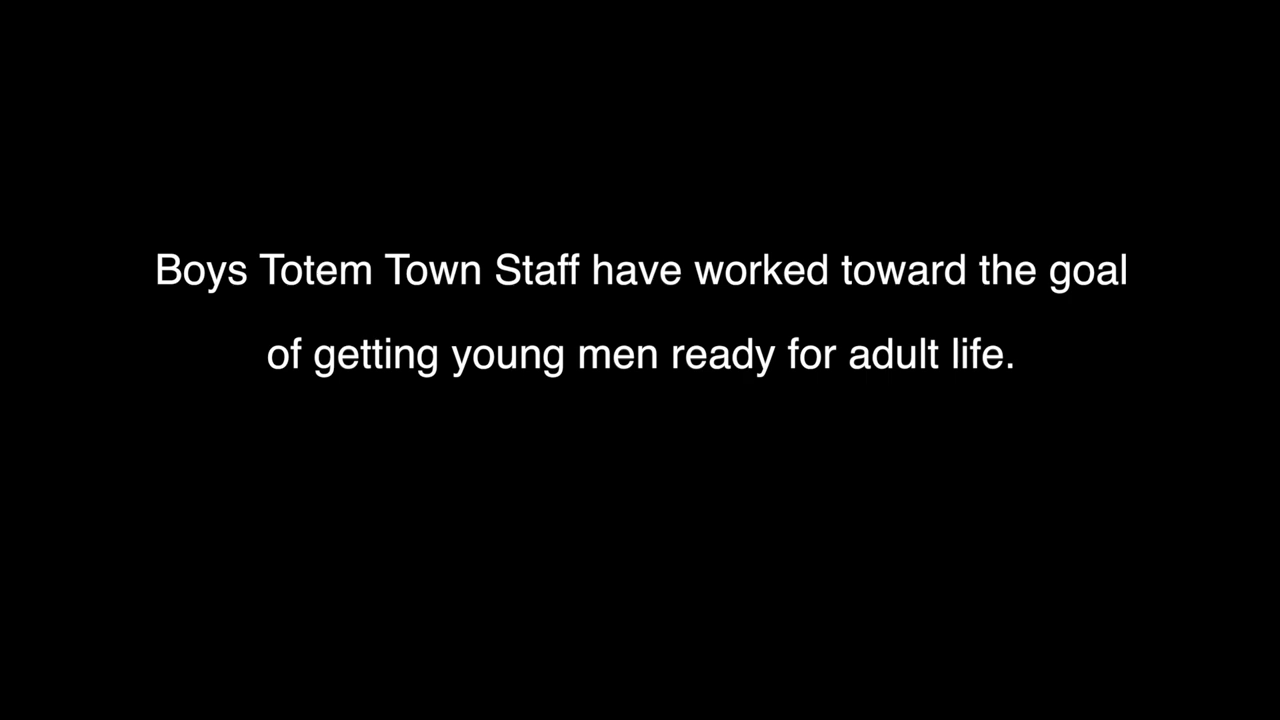 Boys Totem Town Staff have worked toward the goal
of getting young men ready for adult life.